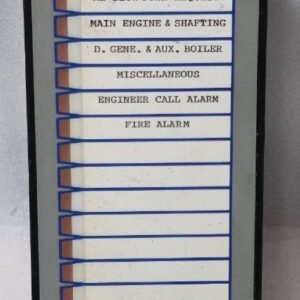 MAIN ENGINE & SHAFTING
D. GENE. & AUX. BOILER
MISCELLANEOUS
ENGINEER CALL ALARM
FIRE ALARM